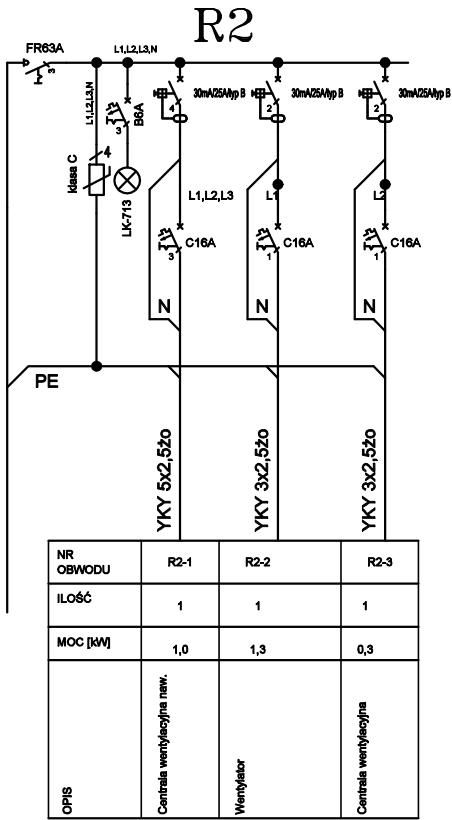 R2
FR63A
3
L1,L2,L3,N
L1,L2,L3,N
4
klasa C
B6A
3
LK-713
30mA/25A/typ B
4
30mA/25A/typ B
2
30mA/25A/typ B
2
L1,L2,L3
L1
L2
C16A
3
C16A
1
C16A
1
N
N
N
PE
YKY 5x2,5żo
YKY 3x2,5żo
YKY 3x2,5żo
NR OBWODU R2-1 R2-2 R2-3
ILOŚĆ 1 1 1
MOC [kW] 1,0 1,3 0,3
OPIS Centrala wentylacyjna naw. Wentylator Centrala wentylacyjna